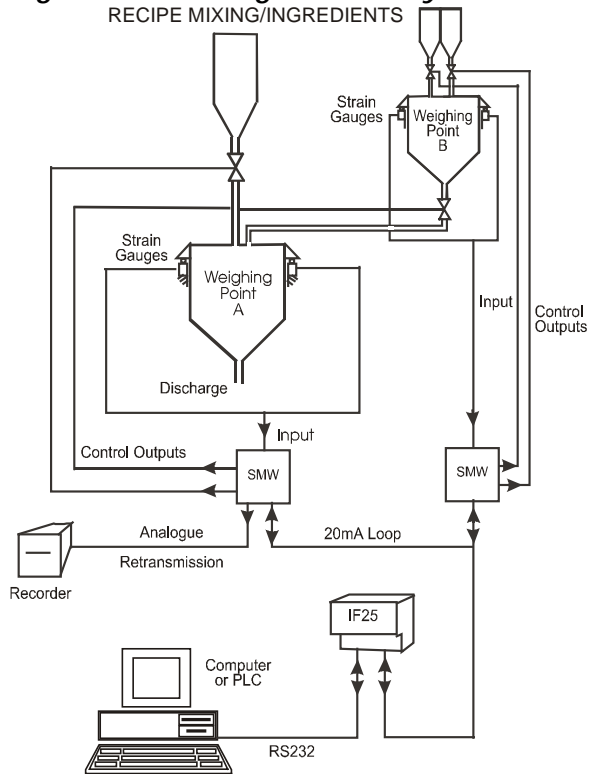 RECIPE MIXING/INGREDIENTS
Strain
Gauges
Weighing
Point
B
Strain
Gauges
Weighing
Point
A
Input
Control
Outputs
Discharge
Input
Control Outputs
SMW
SMW
Analogue
Retransmission
20mA Loop
Recorder
IF25
Computer
or PLC
RS232